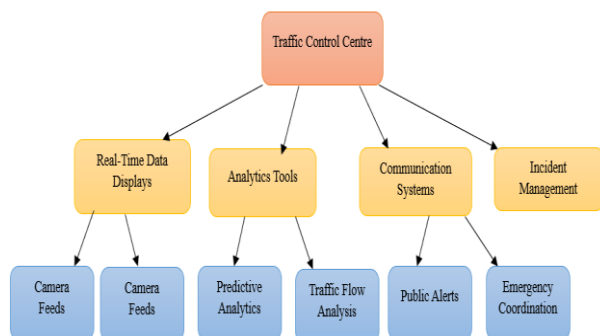 Traffic Control Centre
Real-Time Data
Displays
Analytics Tools
Communication
Systems
Incident
Management
Camera
Feeds
Camera
Feeds
Predictive
Analytics
Traffic Flow
Analysis
Public Alerts
Emergency
Coordination